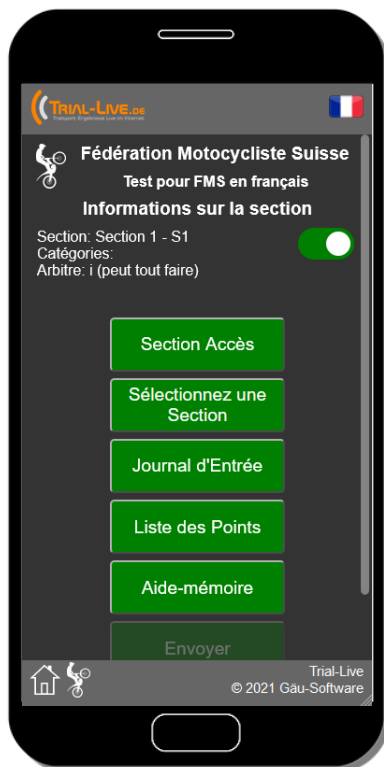 TRIAL-LIVE.DE
Transparent Ergebnisse Live im Internet
Fédération Motocycliste Suisse
Test pour FMS en français
Informations sur la section
Section: Section 1 - S1
Catégories:
Arbitre: i (peut tout faire)
Section Accès
Sélectionnez une
Section
Journal d'Entrée
Liste des Points
Aide-mémoire
Envoyer
Trial-Live
© 2021 Gäu-Software